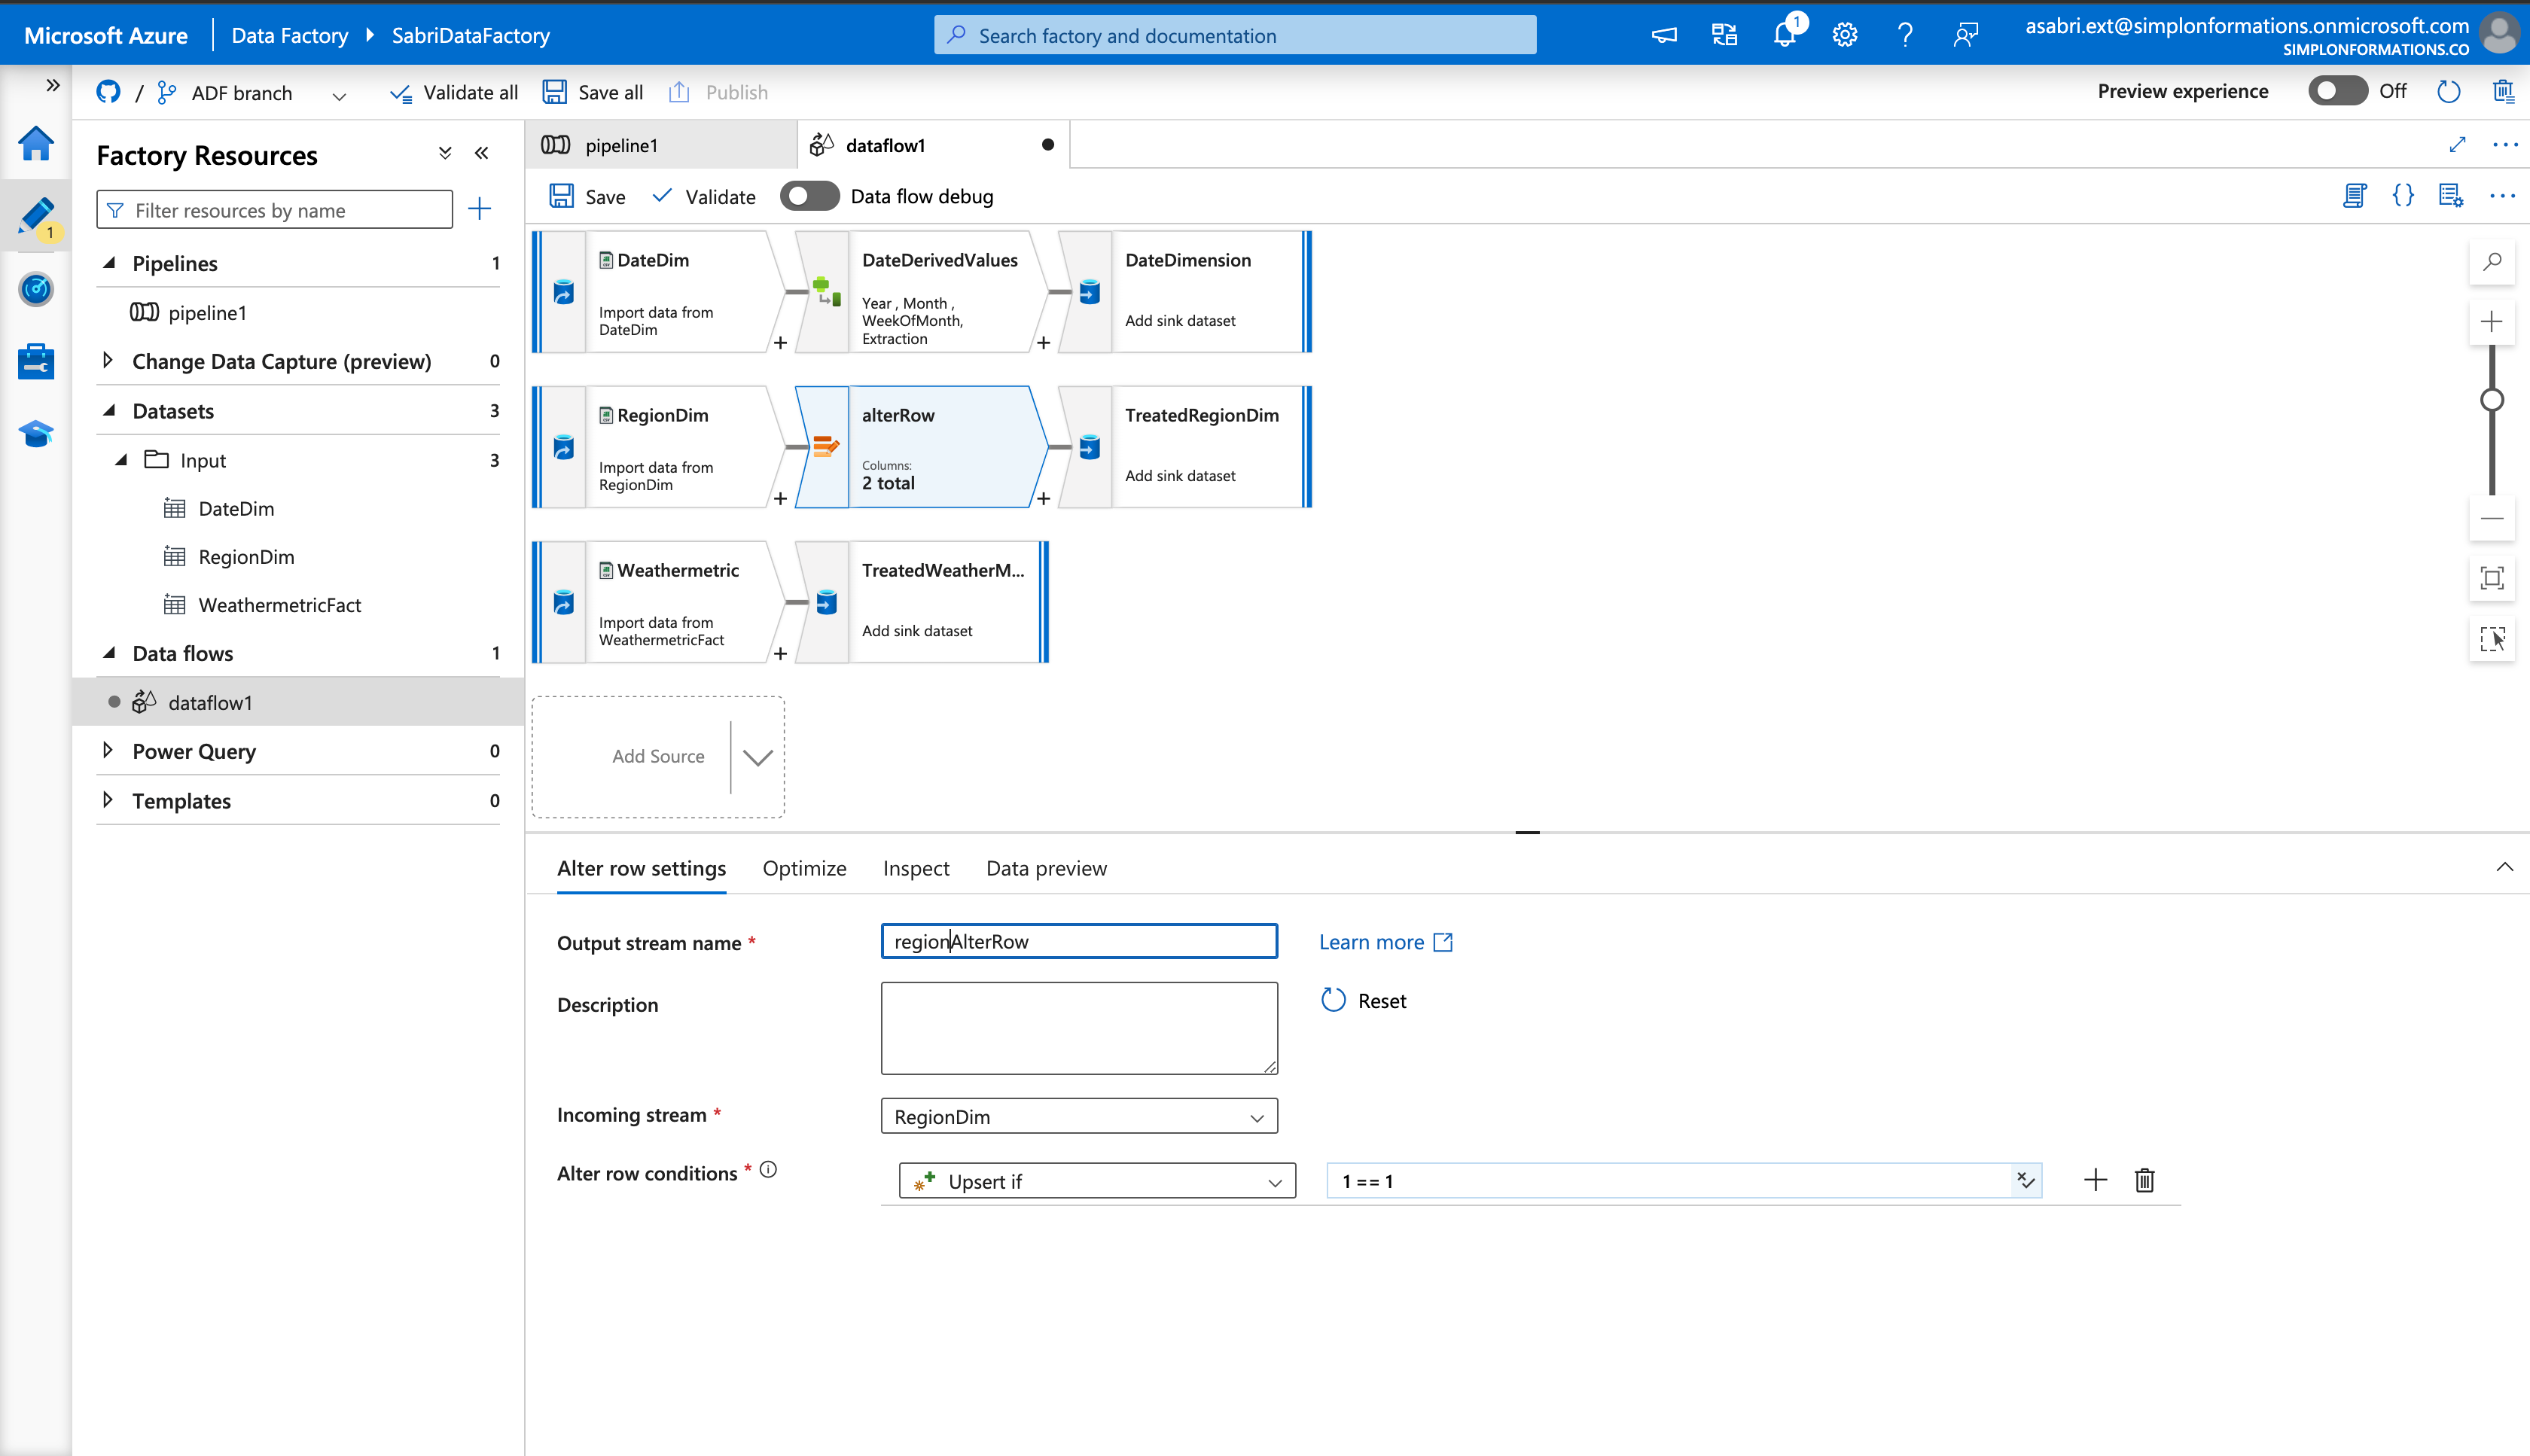 Microsoft Azure
Data Factory
SabriDataFactory
Search factory and documentation
1
asabri.ext@simplonformations.onmicrosoft.com
SIMPLONFORMATIONS.CO
/
ADF branch
Validate all
Save all
Publish
Preview experience
Off
Factory Resources
pipeline1
dataflow1
1
Filter resources by name
Save
Validate
Data flow debug
Pipelines
1
pipeline1
Change Data Capture (preview)
0
Datasets
3
Input
3
DateDim
RegionDim
WeathermetricFact
Data flows
1
dataflow1
Power Query
0
Templates
0
DateDim
Import data from
DateDim
+
DateDerivedValues
Year , Month ,
WeekOfMonth,
Extraction
+
DateDimension
Add sink dataset
RegionDim
Import data from
RegionDim
+
alterRow
Columns:
2 total
+
TreatedRegionDim
Add sink dataset
Weathermetric
Import data from
WeathermetricFact
+
TreatedWeatherM...
Add sink dataset
Add Source
Alter row settings
Optimize
Inspect
Data preview
Output stream name *
regionAlterRow
Learn more
Description
Reset
Incoming stream *
RegionDim
Alter row conditions *
Upsert if
1 == 1